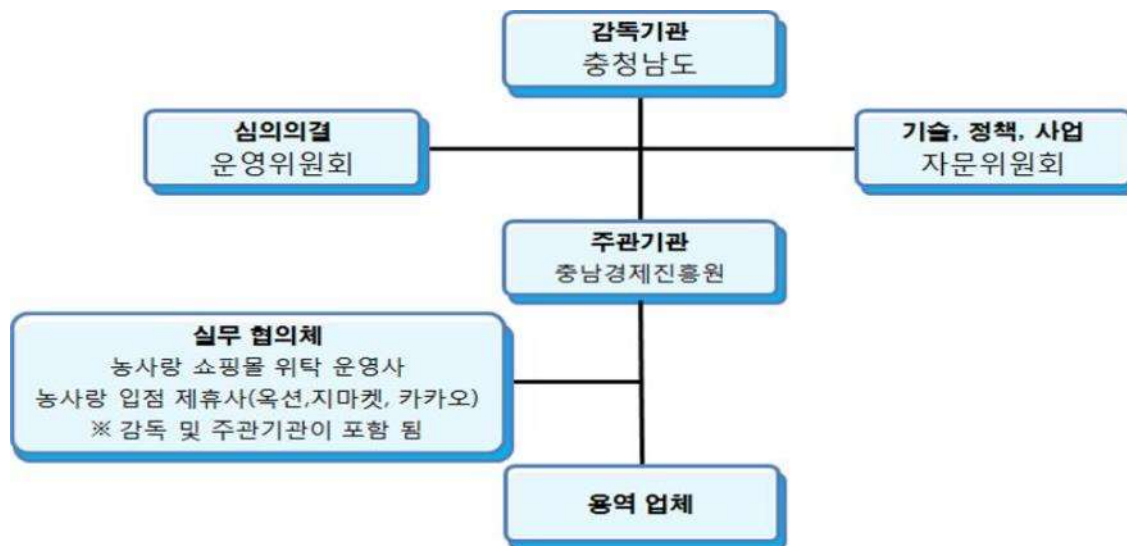 감독기관
충청남도
심의의결
운영위원회
기술, 정책, 사업
자문위원회
주관기관
충남경제진흥원
실무 협의체
농사랑 쇼핑몰 위탁 운영사
농사랑 입점 제휴사(옥션,지마켓, 카카오)
※ 감독 및 주관기관이 포함 됨
용역 업체